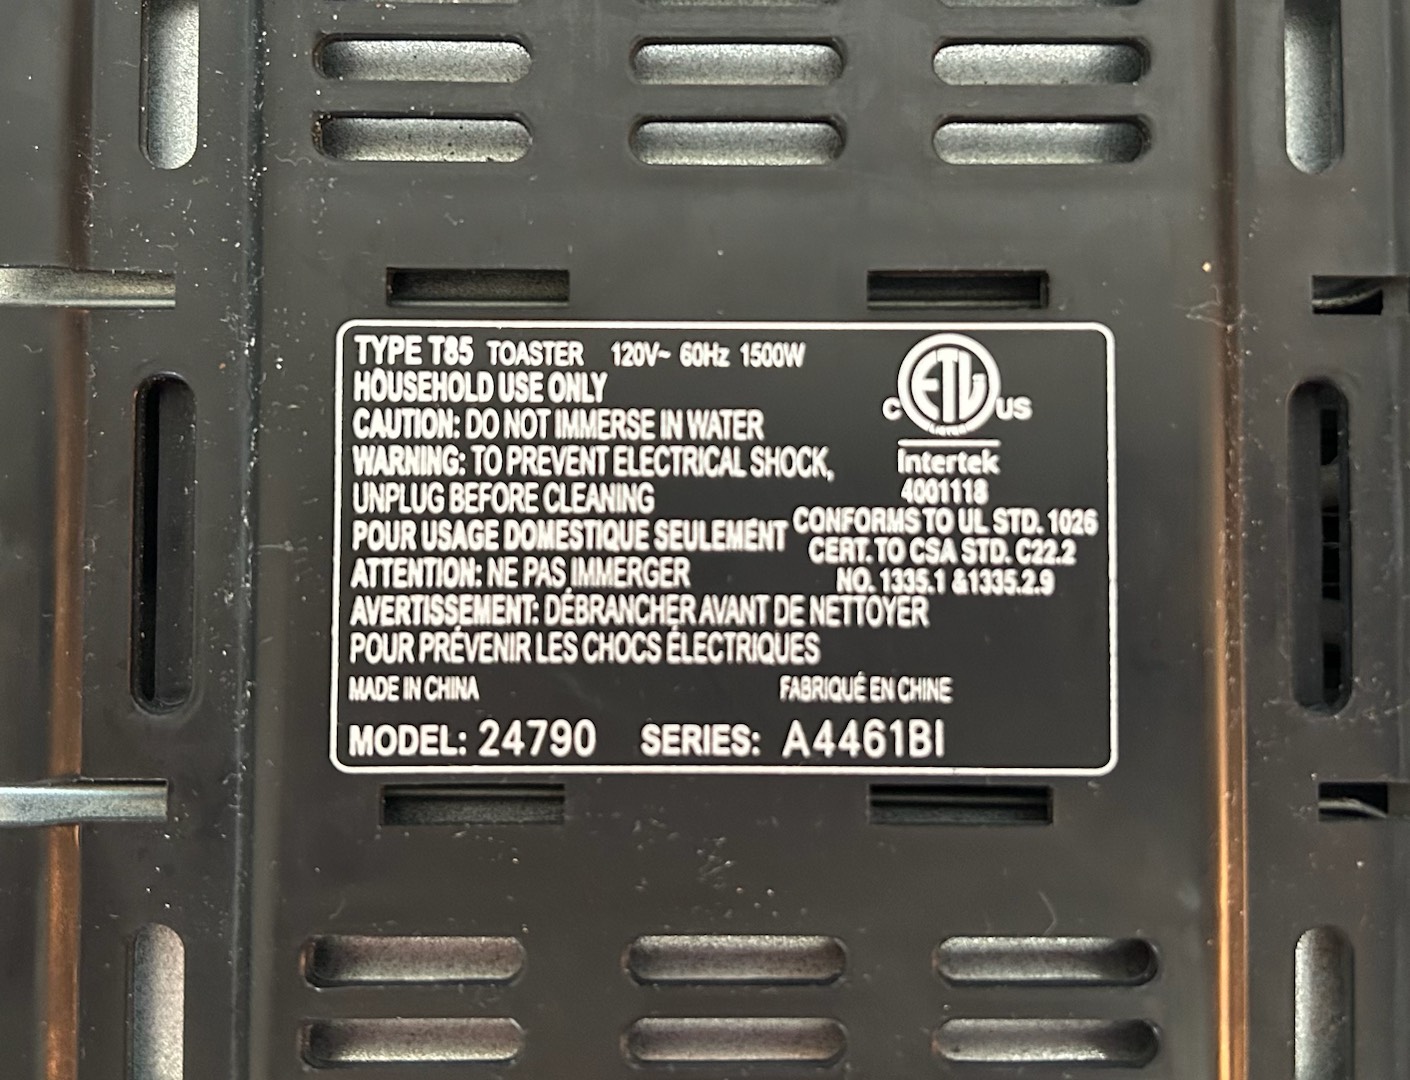 TYPE T85 TOASTER 120V~ 60Hz 1500W
HOUSEHOLD USE ONLY
CAUTION: DO NOT IMMERSE IN WATER
WARNING: TO PREVENT ELECTRICAL SHOCK,
UNPLUG BEFORE CLEANING
POUR USAGE DOMESTIQUE SEULEMENT
ATTENTION: NE PAS IMMERGER
AVERTISSEMENT: DÉBRANCHER AVANT DE NETTOYER
POUR PRÉVENIR LES CHOCS ÉLECTRIQUES
MADE IN CHINA
FABRIQUÉ EN CHINE
MODEL: 24790 SERIES: A4461BI
C ETL US
LISTED
Intertek
4001118
CONFORMS TO UL STD. 1026
CERT. TO CSA STD. C22.2
NO. 1335.1 &1335.2.9